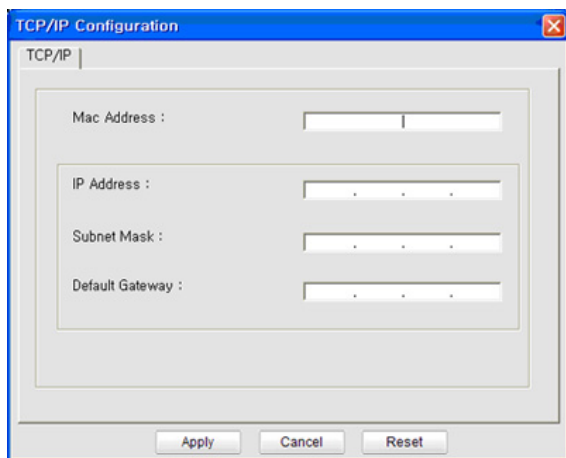 TCP/IP Configuration
TCP/IP
Mac Address :
IP Address :
. . .
Subnet Mask :
. . .
Default Gateway :
. . .
Apply Cancel Reset